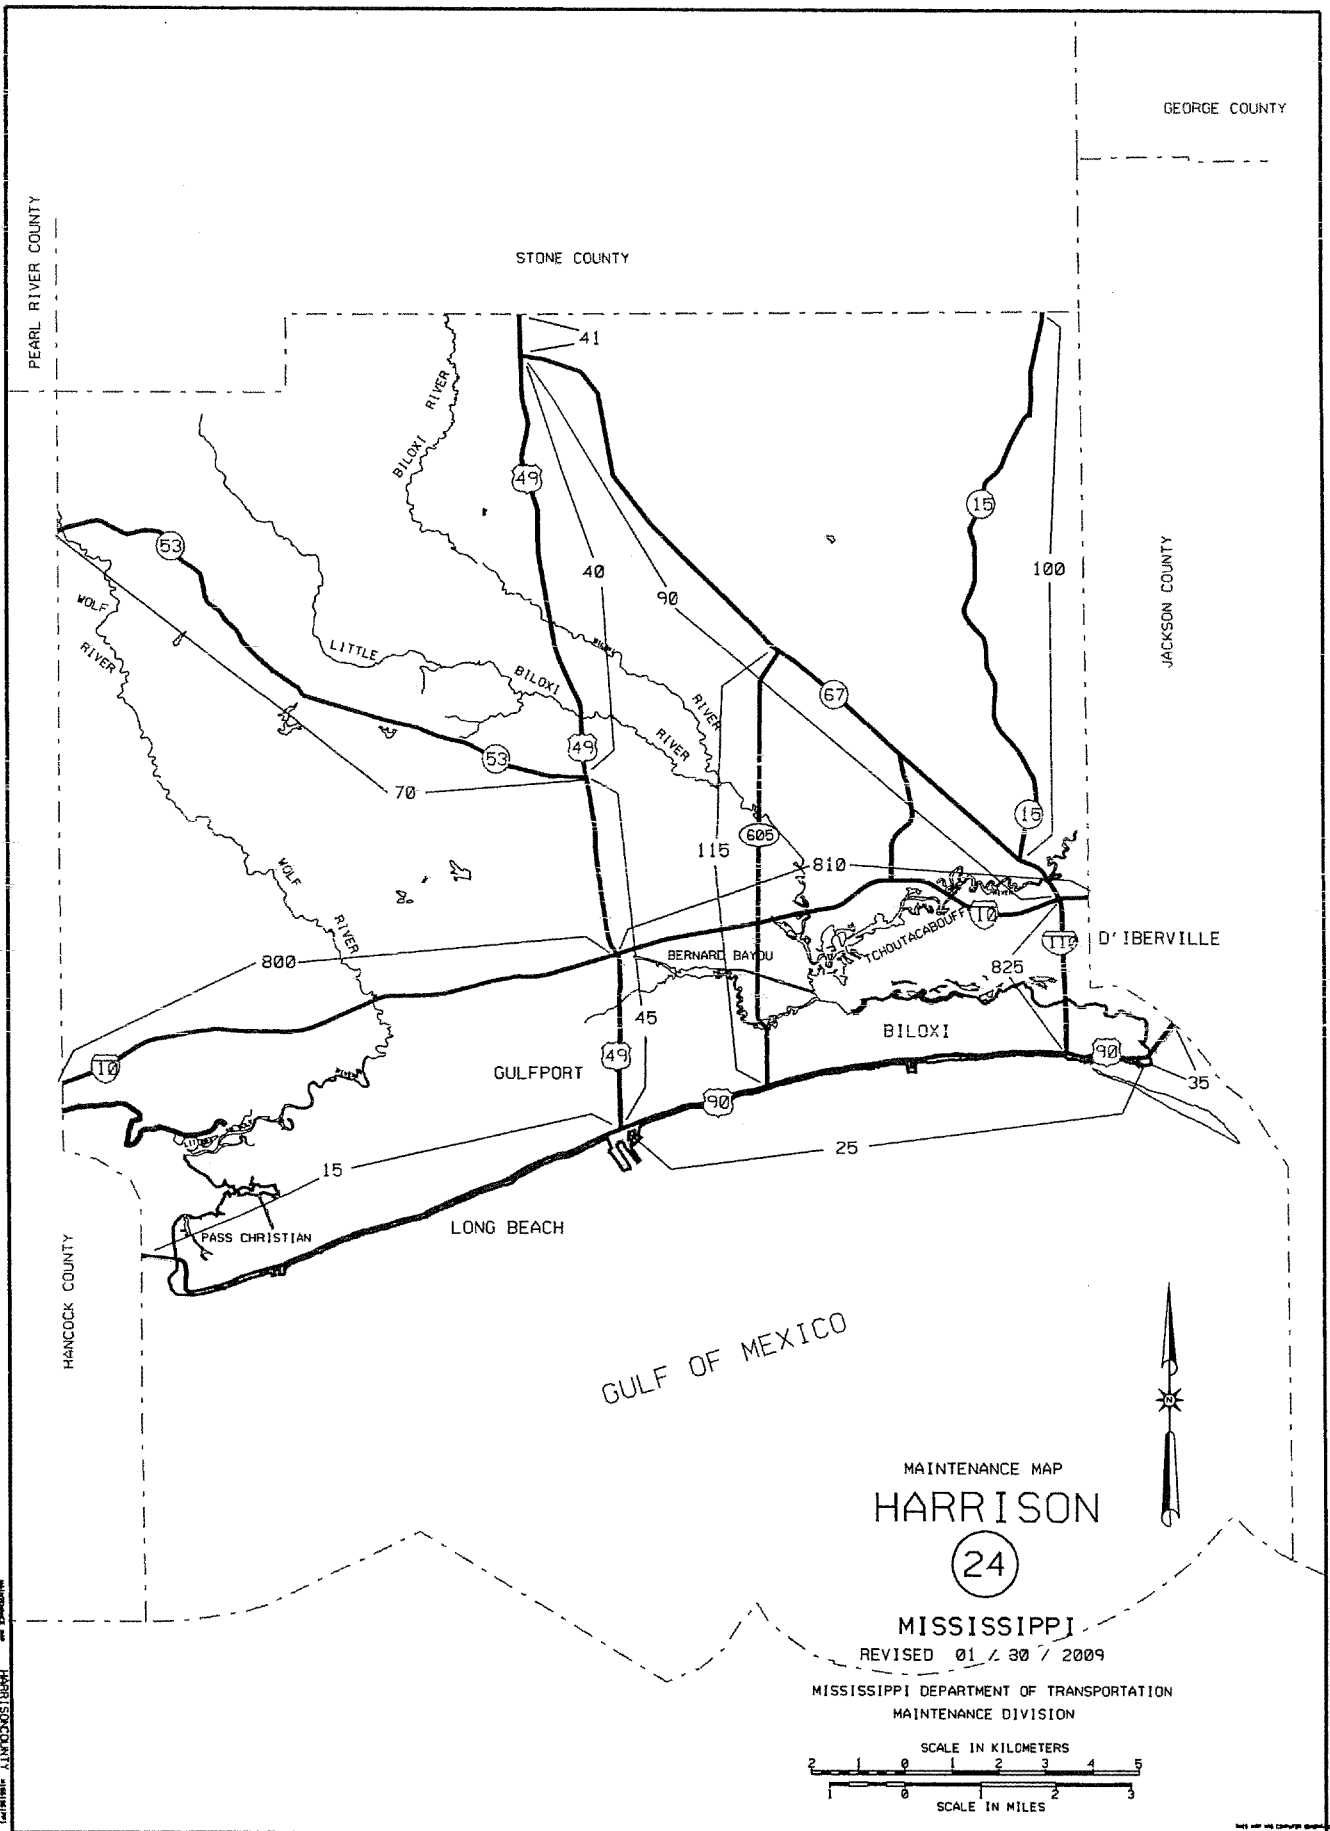 GEORGE COUNTY
PEARL RIVER COUNTY
STONE COUNTY
41
BILOXI RIVER
49
15
53
40
90
100
JACKSON COUNTY
WOLF RIVER
LITTLE BILOXI RIVER
RIVER
67
53
49
70
15
605
115
810
WOLF RIVER
10
TCHOUTACABOUFF
110
D'IBERVILLE
BERNARD BAYOU
800
825
45
BILOXI
10
49
GULFPORT
90
90
35
15
25
PASS CHRISTIAN
LONG BEACH
HANCOCK COUNTY
GULF OF MEXICO
N
MAINTENANCE MAP
HARRISON
24
MISSISSIPPI
REVISED 01 / 30 / 2009
MISSISSIPPI DEPARTMENT OF TRANSPORTATION
MAINTENANCE DIVISION
SCALE IN KILOMETERS
2 1 0 1 2 3 4 5
1 0 1 2 3
SCALE IN MILES
HARRISON COUNTY